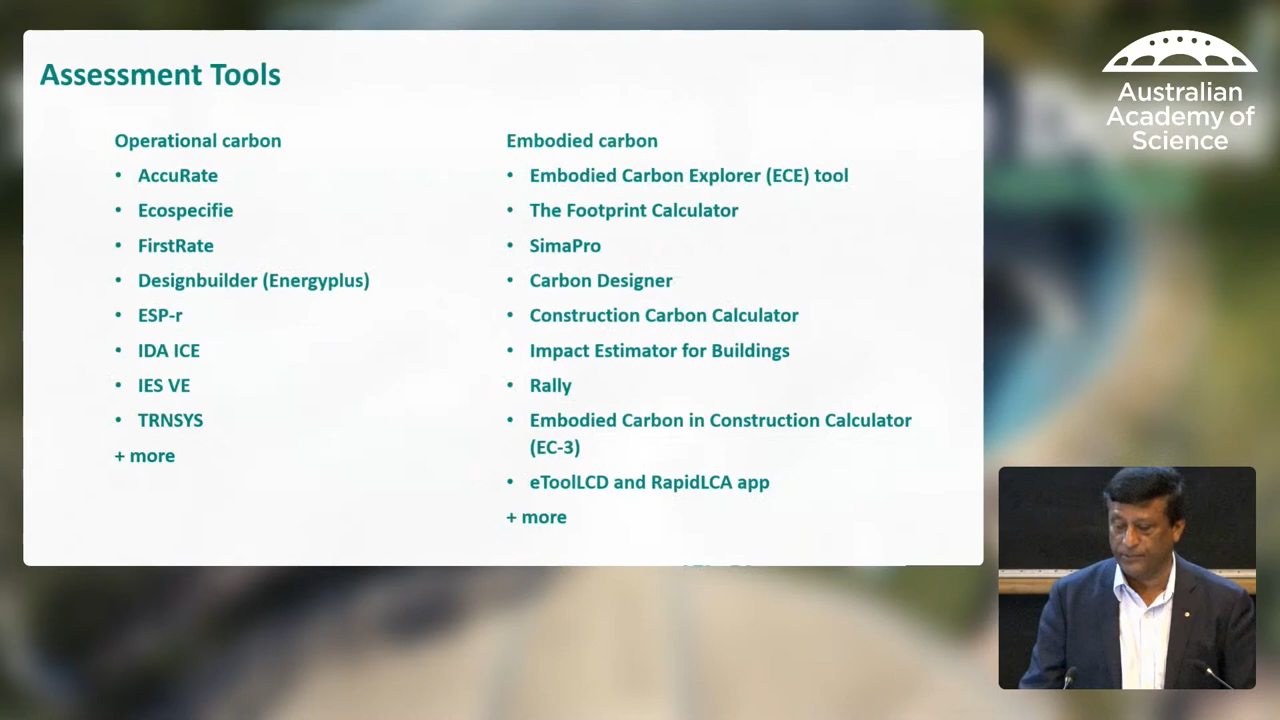 Assessment Tools
Operational carbon
• AccuRate
• Ecospecifie
• FirstRate
• Designbuilder (Energyplus)
• ESP-r
• IDA ICE
• IES VE
• TRNSYS
+ more
Embodied carbon
• Embodied Carbon Explorer (ECE) tool
• The Footprint Calculator
• SimaPro
• Carbon Designer
• Construction Carbon Calculator
• Impact Estimator for Buildings
• Rally
• Embodied Carbon in Construction Calculator
(EC-3)
• eToolLCD and RapidLCA app
+ more
Australian
Academy of
Science